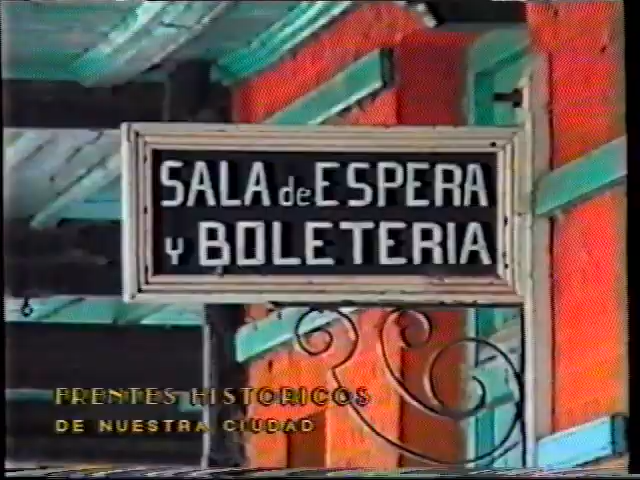 SALA de ESPERA
Y BOLETERIA
FRENTES HISTORICOS
DE NUESTRA CIUDAD